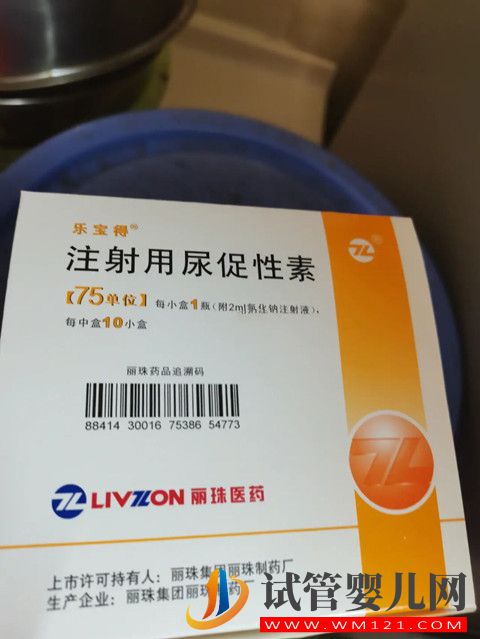 乐宝得®
注射用尿促性素
【75单位】 每小盒1瓶(附2ml氯化钠注射液),
每中盒10小盒
丽珠药品追溯码
88414 30016 75386 54773
LIVZON 丽珠医药
上市许可持有人：丽珠集团丽珠制药厂
生产企业：丽珠集团丽珠制药
试管婴儿网
WWW.WM121.COM